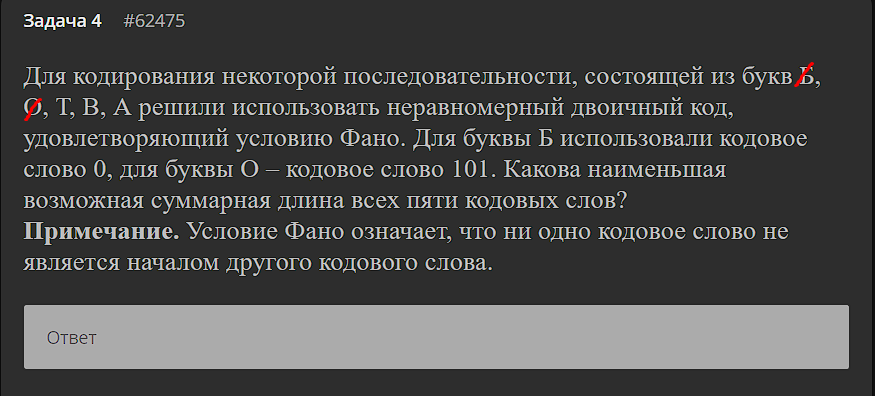 Задача 4 #62475
Для кодирования некоторой последовательности, состоящей из букв Б,
О, Т, В, А решили использовать неравномерный двоичный код,
удовлетворяющий условию Фано. Для буквы Б использовали кодовое
слово 0, для буквы О – кодовое слово 101. Какова наименьшая
возможная суммарная длина всех пяти кодовых слов?
Примечание. Условие Фано означает, что ни одно кодовое слово не
является началом другого кодового слова.
Ответ